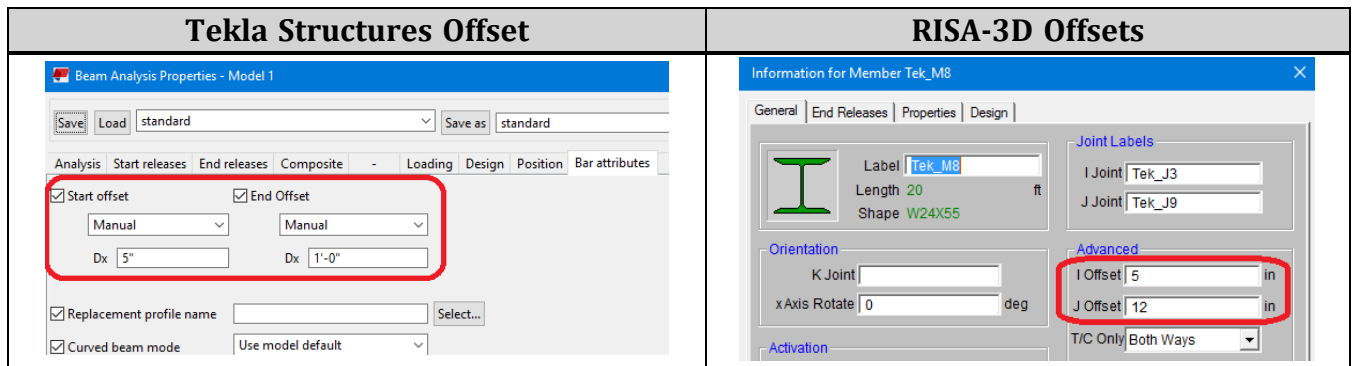 Tekla Structures Offset
RISA-3D Offsets
Beam Analysis Properties - Model 1
Save Load standard Save as standard
Analysis Start releases End releases Composite - Loading Design Position Bar attributes
Start offset End Offset
Manual Manual
Dx 5" Dx 1'-0"
Replacement profile name Select...
Curved beam mode Use model default
Information for Member Tek_M8
General End Releases Properties Design
Label Tek_M8
Length 20 ft
Shape W24X55
Joint Labels
I Joint Tek_J3
J Joint Tek_J9
Orientation
K Joint
x Axis Rotate 0 deg
Advanced
I Offset 5 in
J Offset 12 in
T/C Only Both Ways
Activation